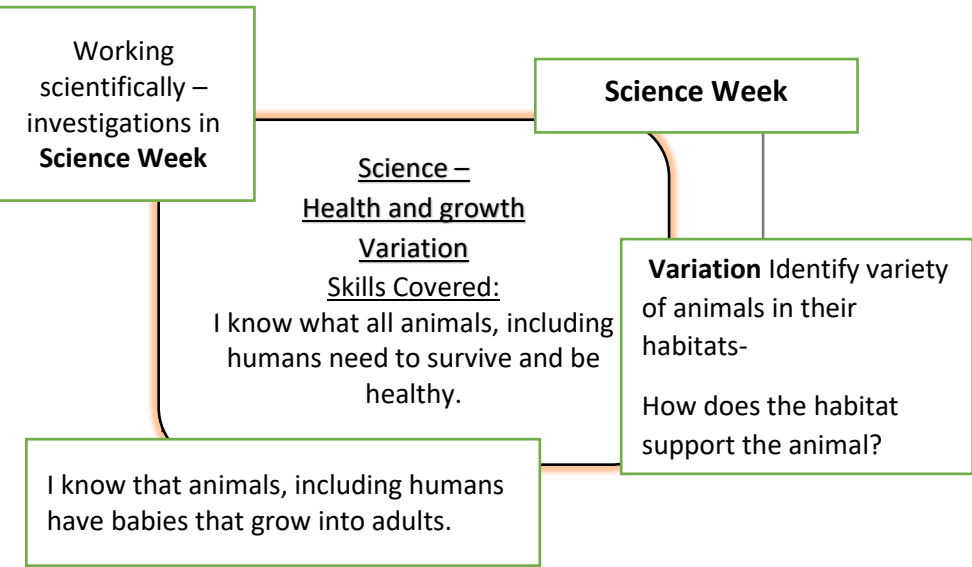 Working
scientifically –
investigations in
Science Week
Science Week
Science –
Health and growth
Variation
Skills Covered:
I know what all animals, including
humans need to survive and be
healthy.
Variation Identify variety
of animals in their
habitats-
How does the habitat
support the animal?
I know that animals, including humans
have babies that grow into adults.